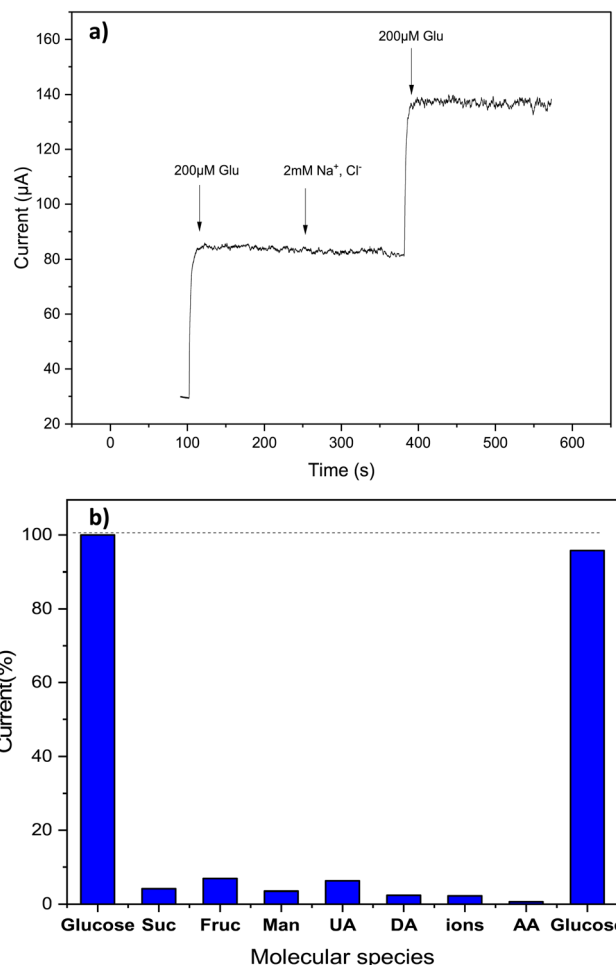 a)
160
140
120
100
80
60
40
20
Current (µA)
200µM Glu
200µM Glu
2mM Na⁺, Cl⁻
0
100
200
300
400
500
600
Time (s)
b)
100
80
60
40
20
0
Current(%)
Glucose Suc Fruc Man UA DA ions AA Glucose
Molecular species